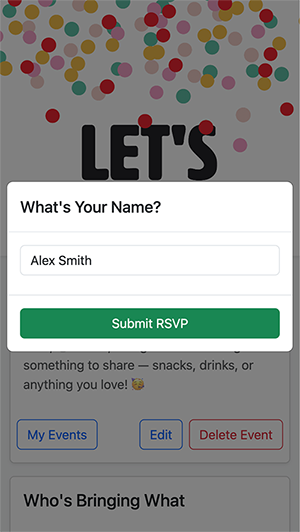 LET'S
What's Your Name?
Alex Smith
Submit RSVP
something to share — snacks, drinks, or
anything you love! 🥳
My Events
Edit
Delete Event
Who's Bringing What